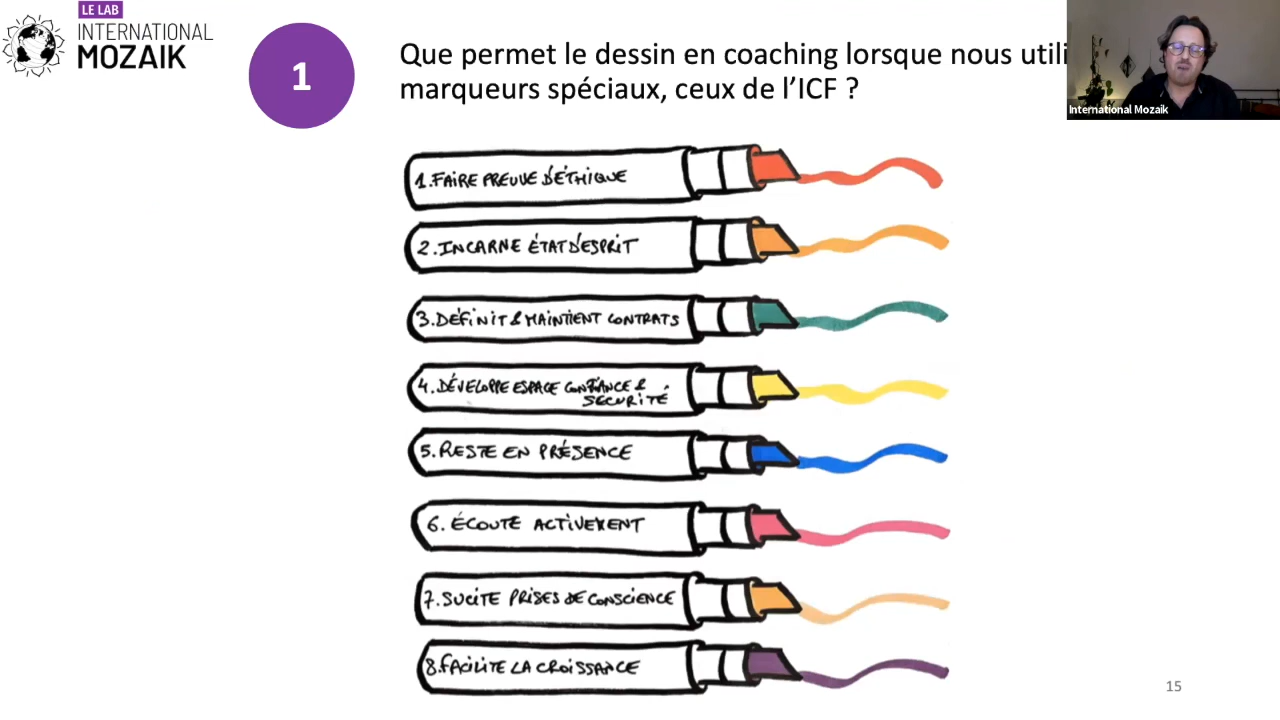 LE LAB
INTERNATIONAL
MOZAIK
1
Que permet le dessin en coaching lorsque nous utili
marqueurs spéciaux, ceux de l’ICF ?
International Mozaik
1. FAIRE PREUVE D'ÉTHIQUE
2. INCARNE ÉTAT D'ESPRIT
3. DÉFINIT & MAINTIENT CONTRATS
4. DÉVELOPPE ESPACE CONFIANCE &
SÉCURITÉ
5. RESTE EN PRÉSENCE
6. ÉCOUTE ACTIVEMENT
7. SUCITE PRISES DE CONSCIENCE
8. FACILITE LA CROISSANCE
15